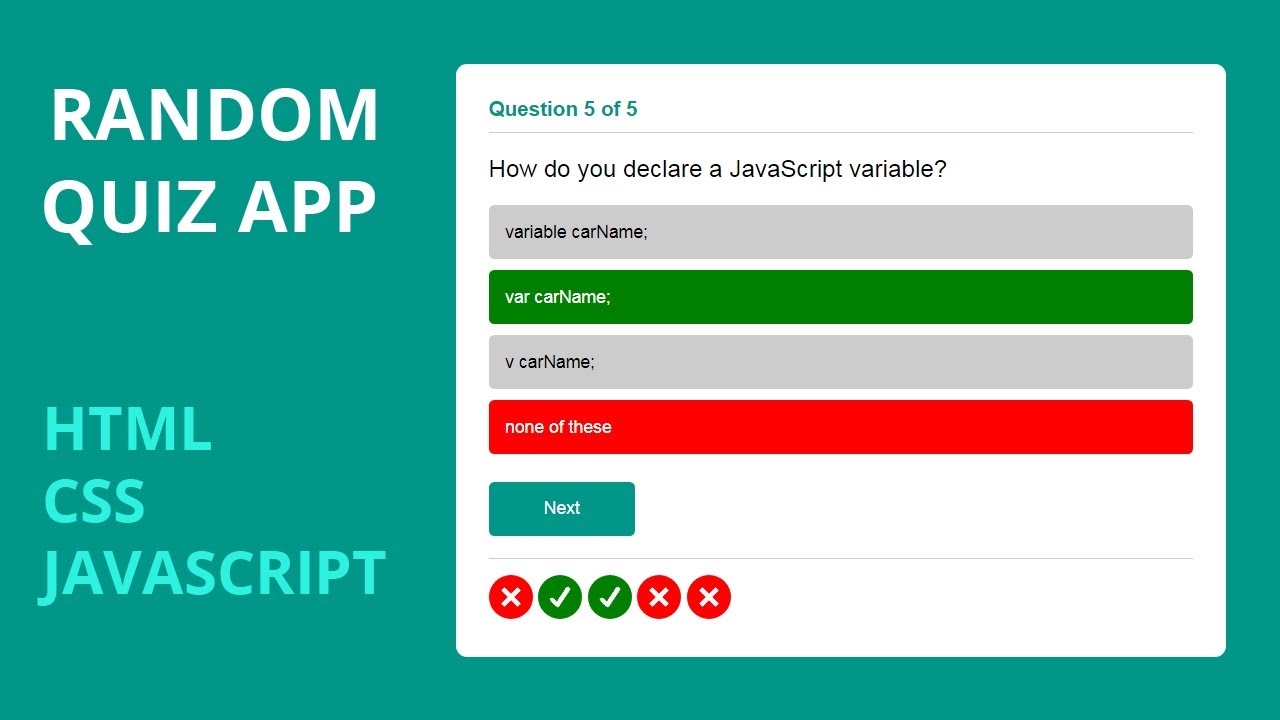 RANDOM
QUIZ APP
HTML
CSS
JAVASCRIPT
Question 5 of 5
How do you declare a JavaScript variable?
variable carName;
var carName;
v carName;
none of these
Next